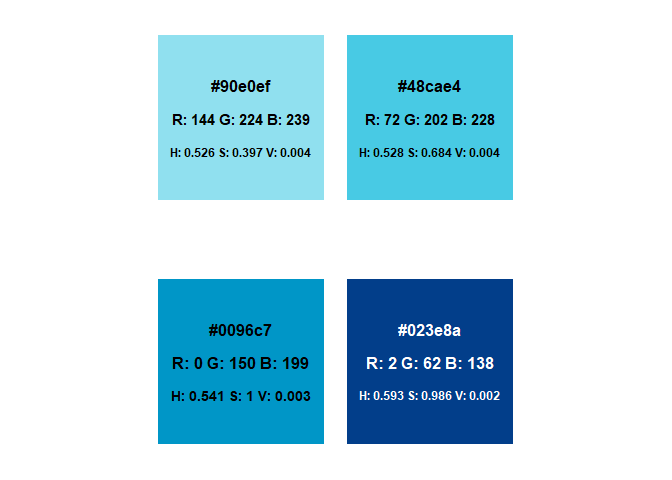 #90e0ef
R: 144 G: 224 B: 239
H: 0.526 S: 0.397 V: 0.004
#48cae4
R: 72 G: 202 B: 228
H: 0.528 S: 0.684 V: 0.004
#0096c7
R: 0 G: 150 B: 199
H: 0.541 S: 1 V: 0.003
#023e8a
R: 2 G: 62 B: 138
H: 0.593 S: 0.986 V: 0.002